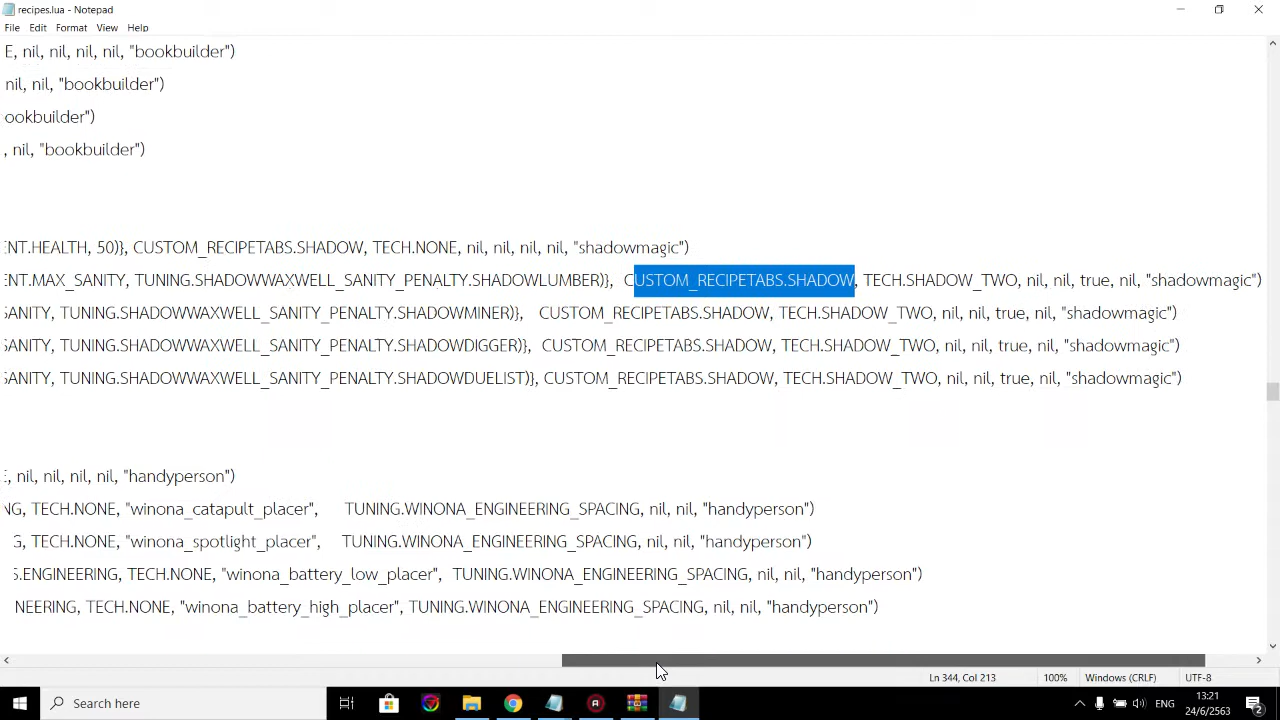 recipes.lua - Notepad
File Edit Format View Help
E, nil, nil, nil, nil, "bookbuilder")
nil, nil, "bookbuilder")
ookbuilder")
, nil, "bookbuilder")
ENT.HEALTH, 50)}, CUSTOM_RECIPETABS.SHADOW, TECH.NONE, nil, nil, nil, nil, "shadowmagic")
ENT.MAX_SANITY, TUNING.SHADOWWAXWELL_SANITY_PENALTY.SHADOWLUMBER)}, CUSTOM_RECIPETABS.SHADOW, TECH.SHADOW_TWO, nil, nil, true, nil, "shadowmagic")
SANITY, TUNING.SHADOWWAXWELL_SANITY_PENALTY.SHADOWMINER)}, CUSTOM_RECIPETABS.SHADOW, TECH.SHADOW_TWO, nil, nil, true, nil, "shadowmagic")
SANITY, TUNING.SHADOWWAXWELL_SANITY_PENALTY.SHADOWDIGGER)}, CUSTOM_RECIPETABS.SHADOW, TECH.SHADOW_TWO, nil, nil, true, nil, "shadowmagic")
SANITY, TUNING.SHADOWWAXWELL_SANITY_PENALTY.SHADOWDUELIST)}, CUSTOM_RECIPETABS.SHADOW, TECH.SHADOW_TWO, nil, nil, true, nil, "shadowmagic")
E, nil, nil, nil, nil, "handyperson")
NG, TECH.NONE, "winona_catapult_placer", TUNING.WINONA_ENGINEERING_SPACING, nil, nil, "handyperson")
G, TECH.NONE, "winona_spotlight_placer", TUNING.WINONA_ENGINEERING_SPACING, nil, nil, "handyperson")
S.ENGINEERING, TECH.NONE, "winona_battery_low_placer", TUNING.WINONA_ENGINEERING_SPACING, nil, nil, "handyperson")
NEERING, TECH.NONE, "winona_battery_high_placer", TUNING.WINONA_ENGINEERING_SPACING, nil, nil, "handyperson")
Ln 344, Col 213 100% Windows (CRLF) UTF-8
Search here ENG 13:21
24/6/2563 2